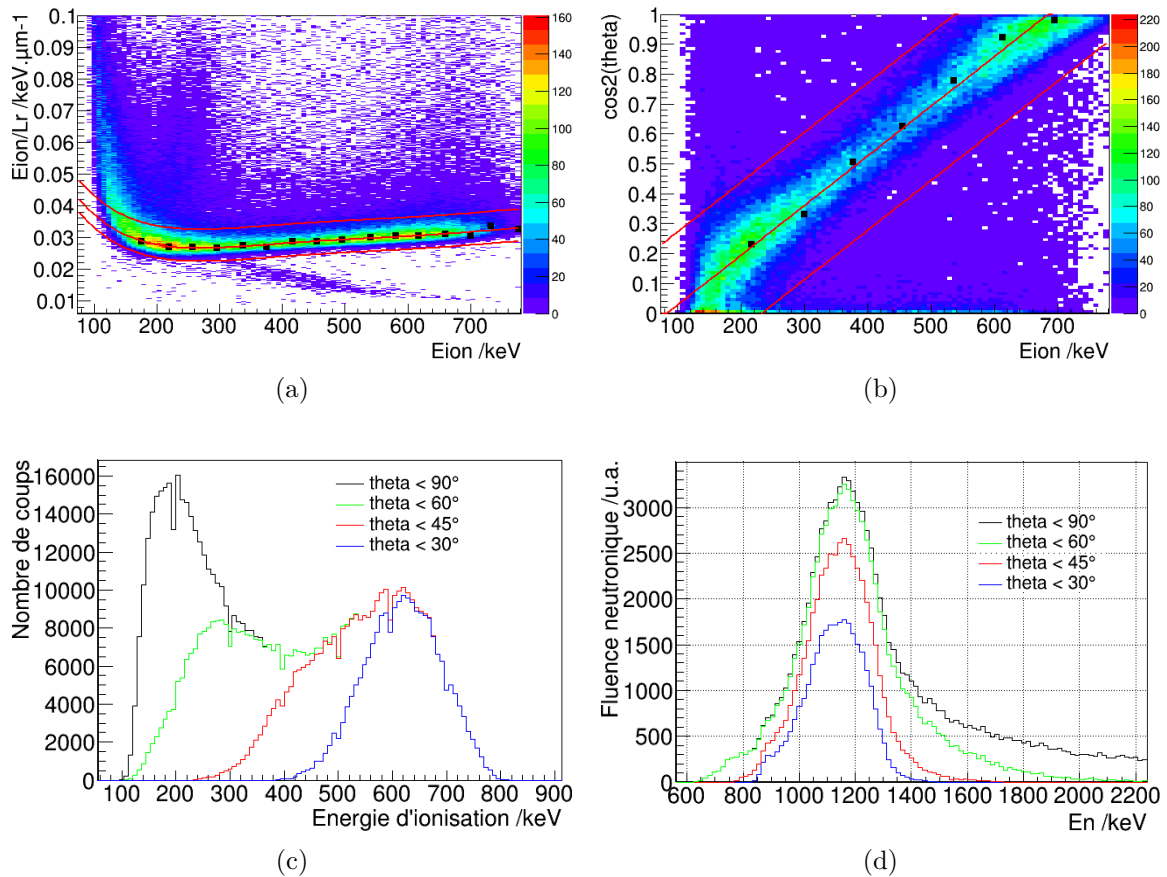 Eion/Lr /keV.µm-1
0.1
0.09
0.08
0.07
0.06
0.05
0.04
0.03
0.02
0.01
100 200 300 400 500 600 700
Eion /keV
160
140
120
100
80
60
40
20
0
(a)
cos2(theta)
1
0.9
0.8
0.7
0.6
0.5
0.4
0.3
0.2
0.1
0
100 200 300 400 500 600 700
Eion /keV
220
200
180
160
140
120
100
80
60
40
20
0
(b)
Nombre de coups
16000
14000
12000
10000
8000
6000
4000
2000
0
theta < 90°
theta < 60°
theta < 45°
theta < 30°
100 200 300 400 500 600 700 800 900
Energie d'ionisation /keV
(c)
Fluence neutronique /u.a.
3000
2500
2000
1500
1000
500
0
theta < 90°
theta < 60°
theta < 45°
theta < 30°
600 800 1000 1200 1400 1600 1800 2000 2200
En /keV
(d)